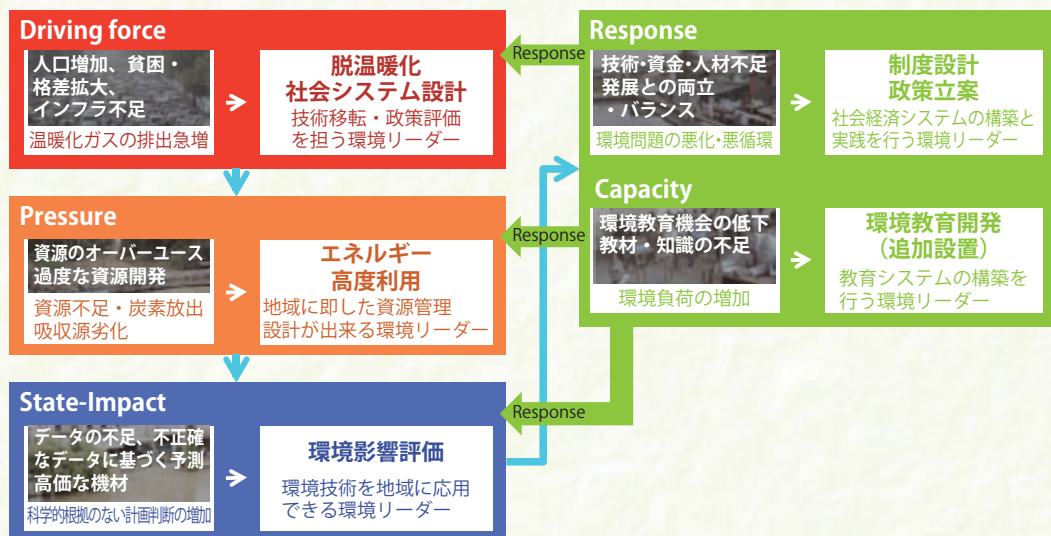 Driving force
人口増加、貧困・
格差拡大、
インフラ不足
温暖化ガスの排出急増
脱温暖化
社会システム設計
技術移転・政策評価
を担う環境リーダー
Pressure
資源のオーバーユース
過度な資源開発
資源不足・炭素放出
吸収源劣化
エネルギー
高度利用
地域に即した資源管理
設計が出来る環境リーダー
State-Impact
データの不足、不正確
なデータに基づく予測
高価な機材
科学的根拠のない計画判断の増加
環境影響評価
環境技術を地域に応用
できる環境リーダー
Response
Response
Response
Response
技術・資金・人材不足
発展との両立
・バランス
環境問題の悪化・悪循環
制度設計
政策立案
社会経済システムの構築と
実践を行う環境リーダー
Capacity
環境教育機会の低下
教材・知識の不足
環境負荷の増加
環境教育開発
（追加設置）
教育システムの構築を
行う環境リーダー